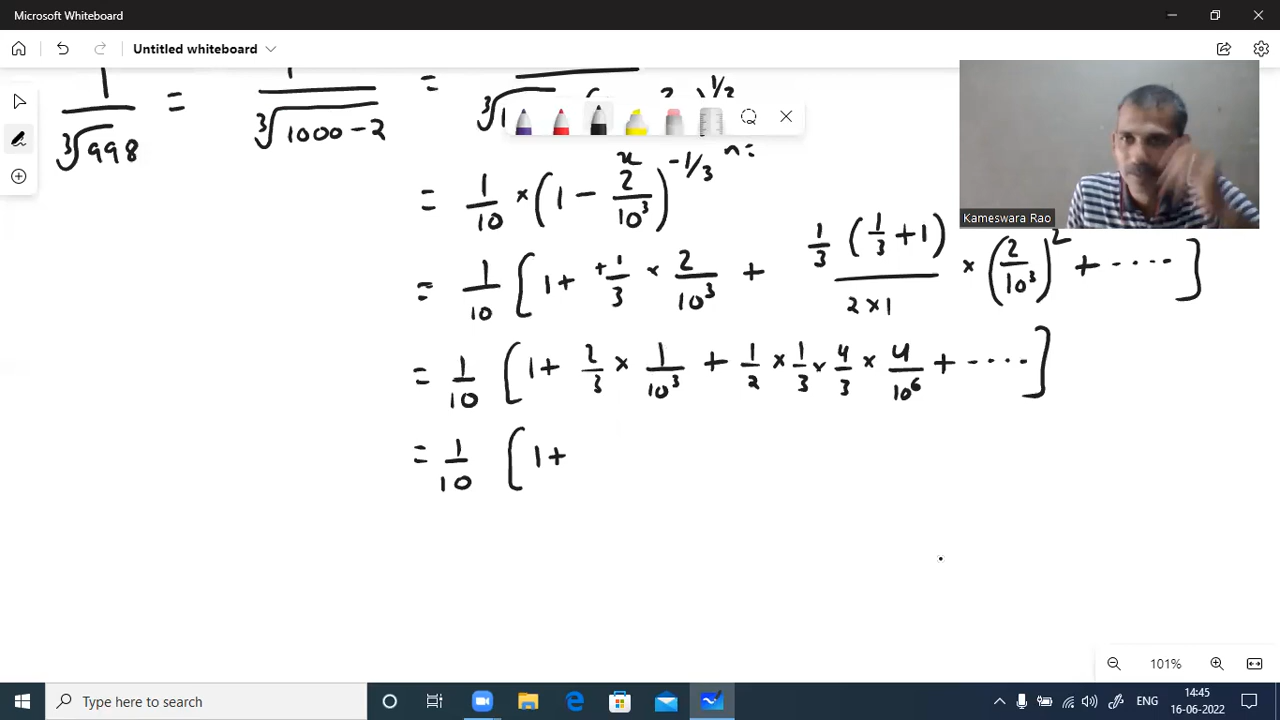 Microsoft Whiteboard
Untitled whiteboard
1/∛998 = 1/∛(1000-2) =
= 1/10 × (1 - 2/10³)^(-1/3) x n=
= 1/10 [1 + +1/3 × 2/10³ + 1/3 (1/3 + 1)/(2×1) × (2/10³)² + ····]
= 1/10 [1 + 2/3 × 1/10³ + 1/2 × 1/3 × 4/3 × 4/10⁶ + ····]
= 1/10 [1+
Kameswara Rao
101%
Type here to search
ENG
14:45
16-06-2022